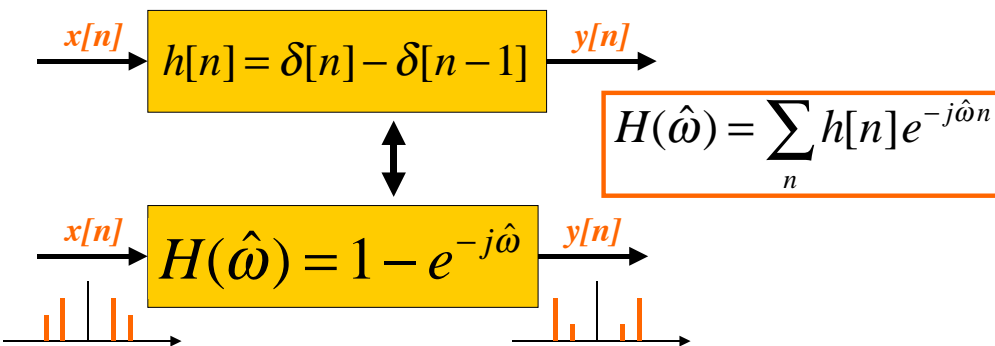 x[n]
h[n] = δ[n] − δ[n − 1]
y[n]
H(ω̂) = ∑ₙ h[n]e^{−jω̂n}
x[n]
H(ω̂) = 1 − e^{−jω̂}
y[n]